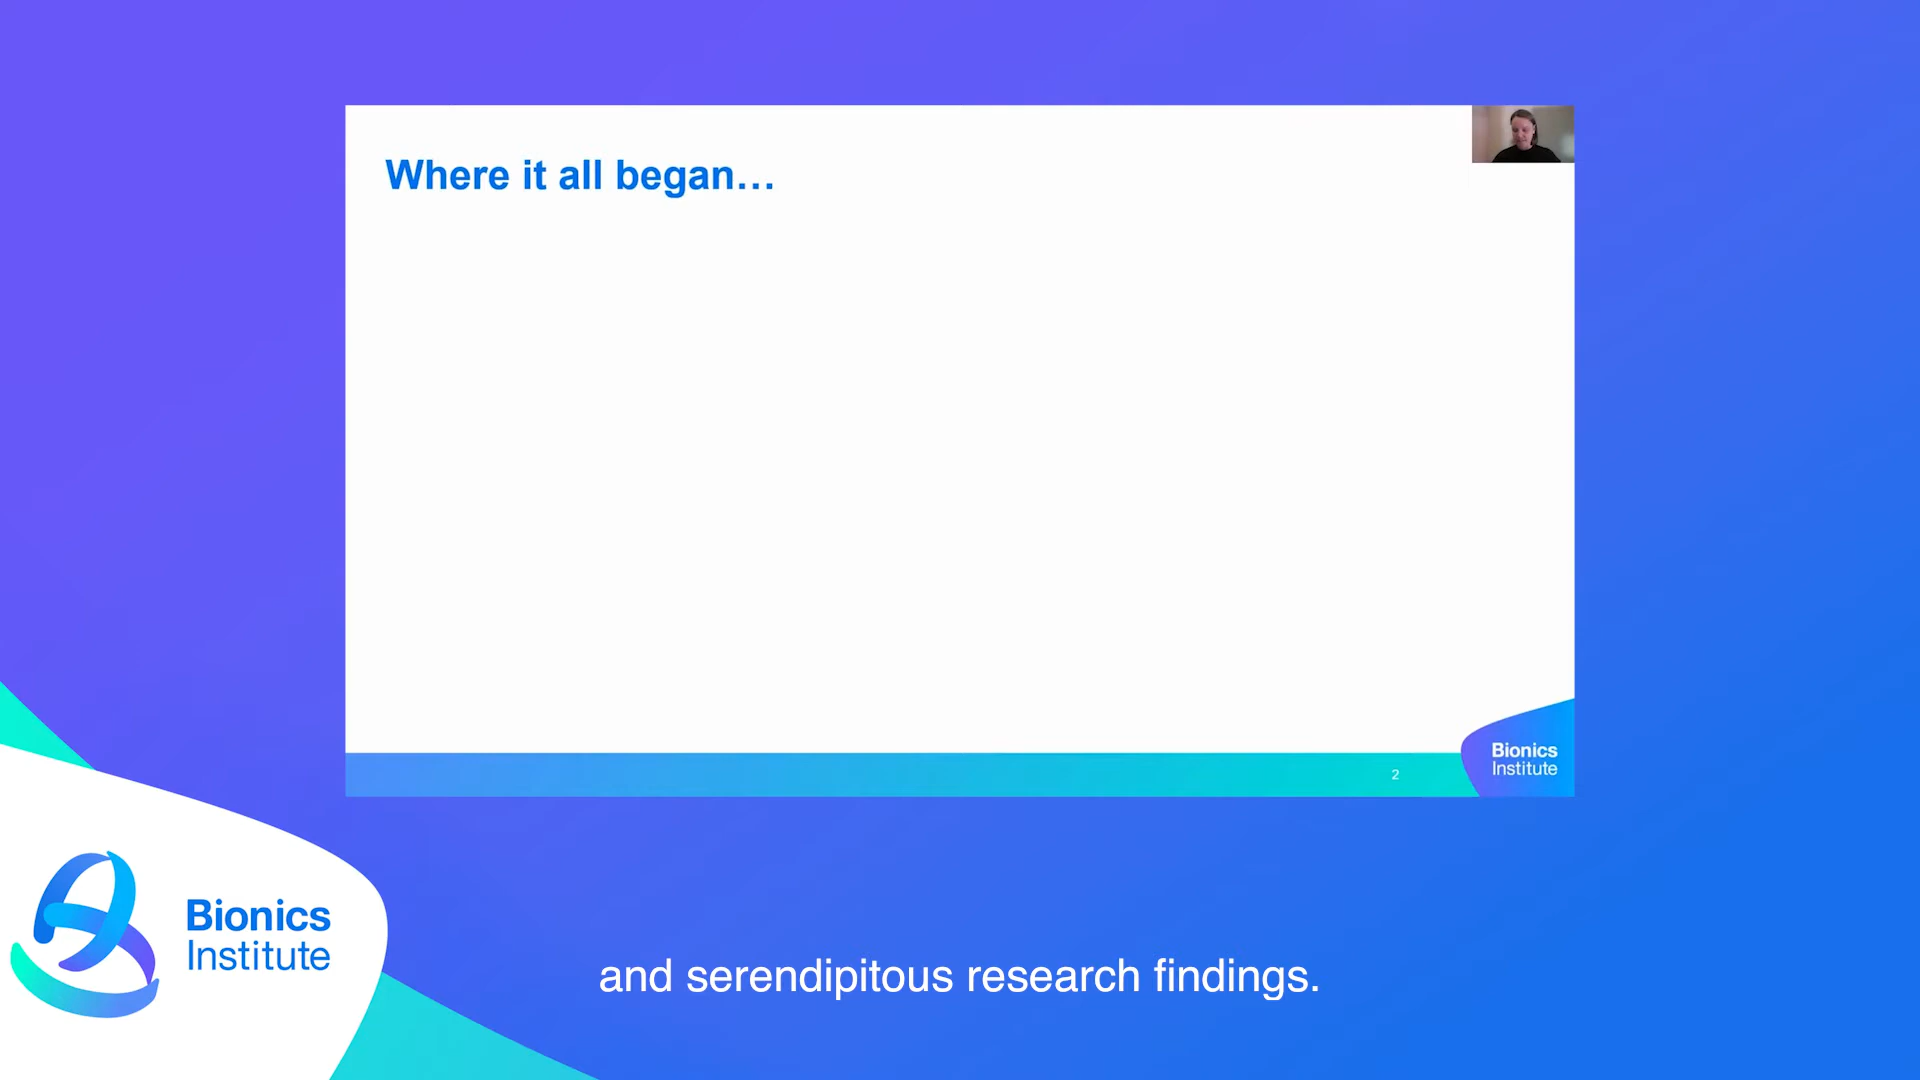 Where it all began…
2
Bionics
Institute
Bionics
Institute
and serendipitous research findings.